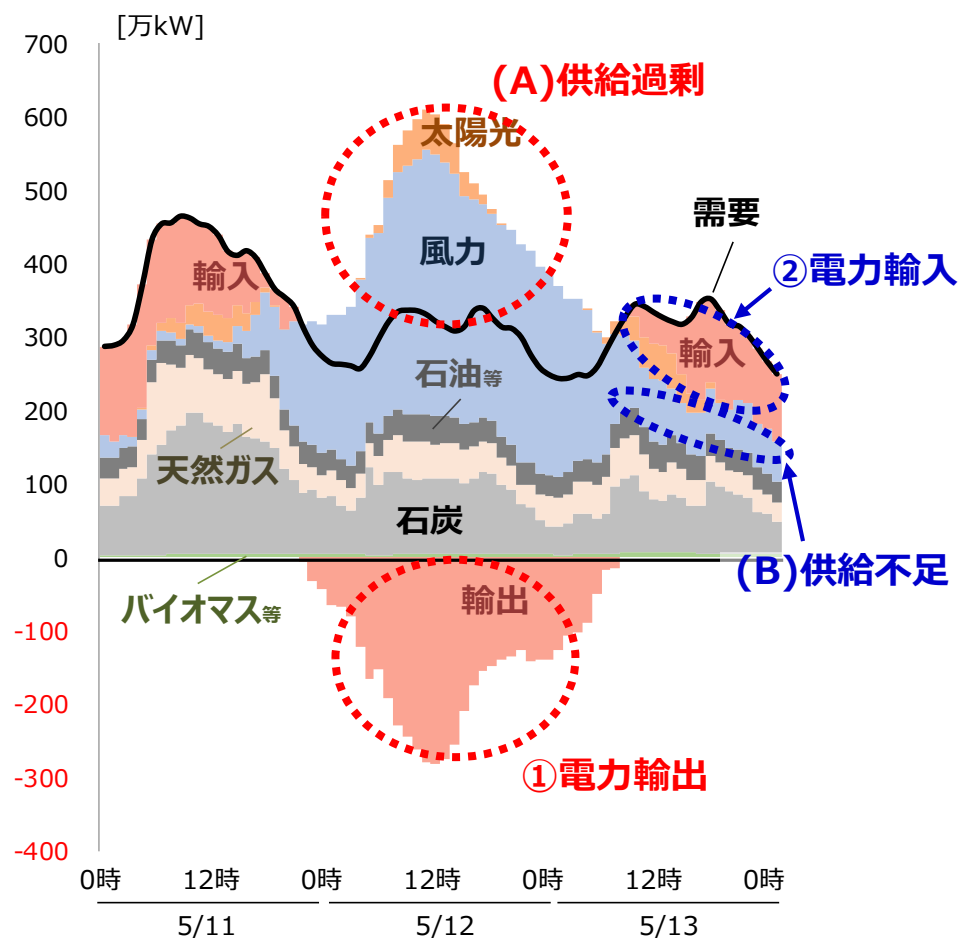 [万kW]
700
(A)供給過剰
600
太陽光
500
需要
風力
400
②電力輸入
輸入
300
輸入
石油等
200
天然ガス
100
石炭
0
(B)供給不足
輸出
バイオマス等
-100
-200
①電力輸出
-300
-400
0時 12時 0時 12時 0時 12時 0時
5/11 5/12 5/13